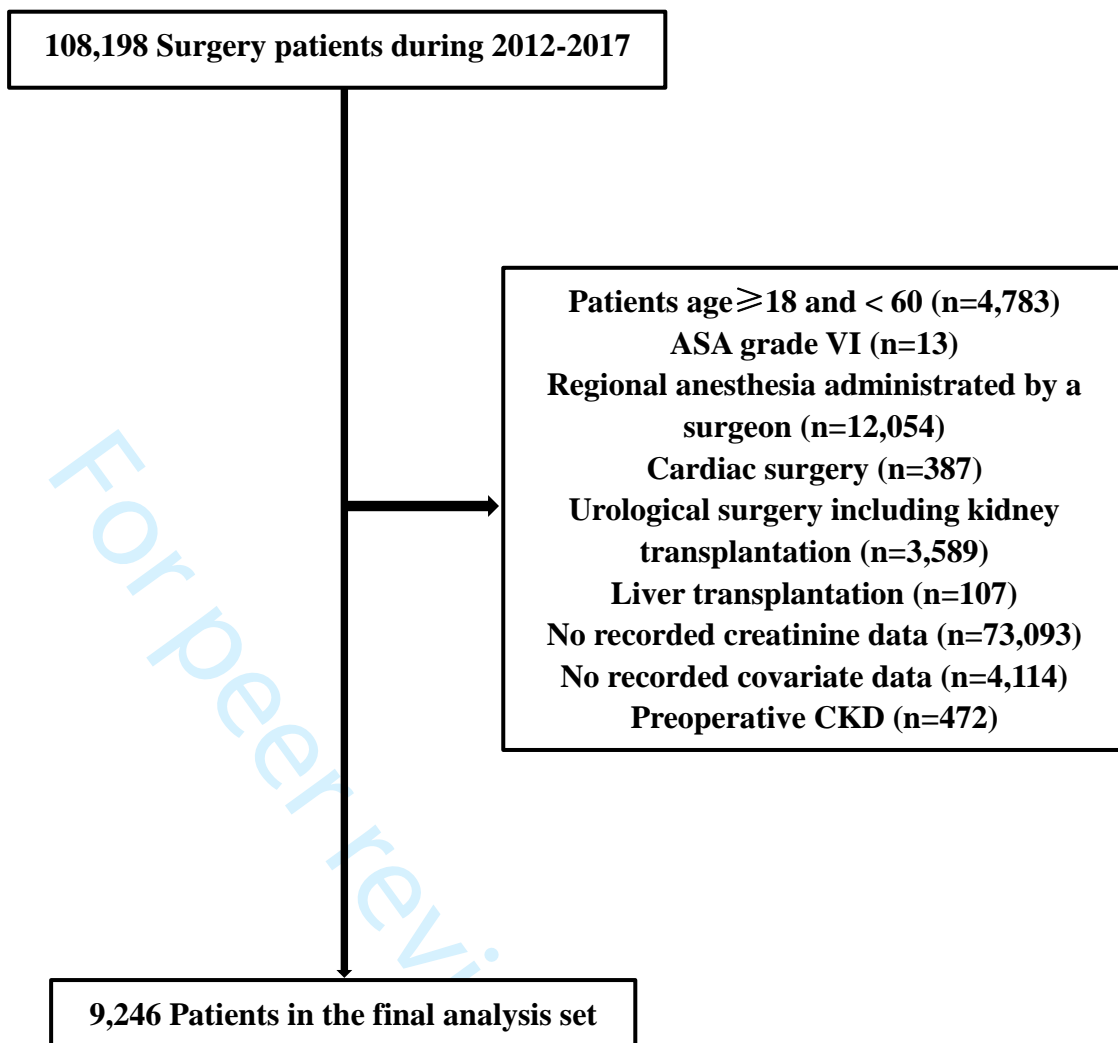 108,198 Surgery patients during 2012-2017
Patients age≥18 and < 60 (n=4,783)
ASA grade VI (n=13)
Regional anesthesia administrated by a
surgeon (n=12,054)
Cardiac surgery (n=387)
Urological surgery including kidney
transplantation (n=3,589)
Liver transplantation (n=107)
No recorded creatinine data (n=73,093)
No recorded covariate data (n=4,114)
Preoperative CKD (n=472)
For peer revi
9,246 Patients in the final analysis set